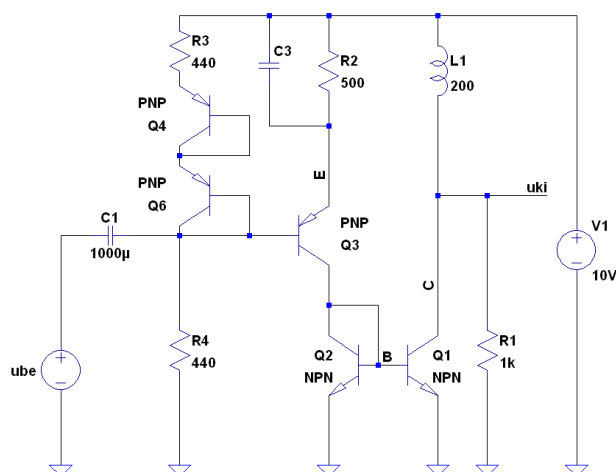 R3
440
C3
R2
500
L1
200
PNP
Q4
PNP
Q6
E
uki
C1
1000µ
PNP
Q3
V1
10V
C
R4
440
Q2
B
Q1
R1
1k
ube
NPN
NPN